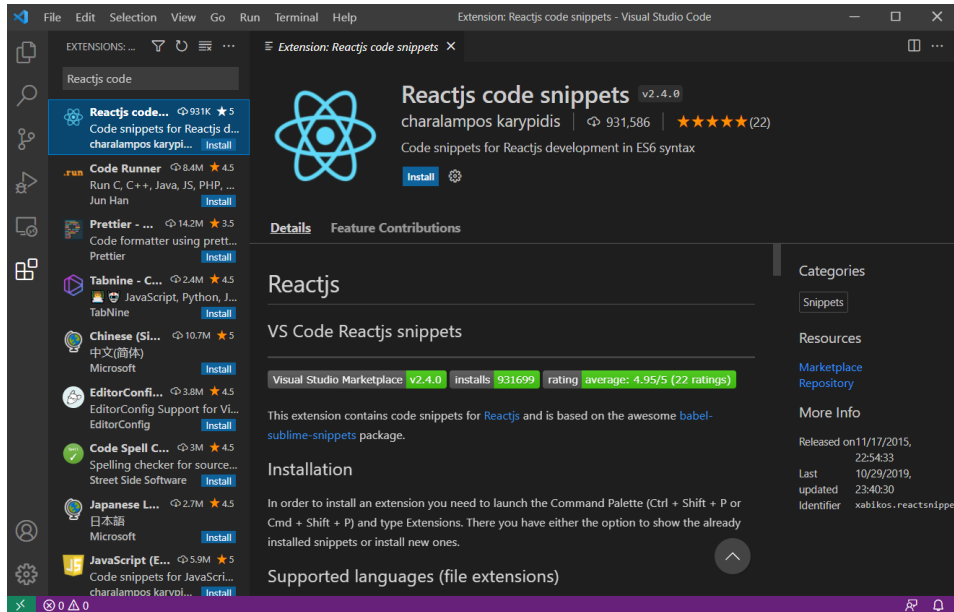 File Edit Selection View Go Run Terminal Help
Extension: Reactjs code snippets - Visual Studio Code
EXTENSIONS: ...
Reactjs code
Reactjs code... 931K ★ 5
Code snippets for Reactjs d...
charalampos karypi... Install
.run Code Runner 8.4M ★ 4.5
Run C, C++, Java, JS, PHP, ...
Jun Han Install
Prettier - ... 14.2M ★ 3.5
Code formatter using prett...
Prettier Install
Tabnine - C... 2.4M ★ 4.5
JavaScript, Python, J...
TabNine Install
Chinese (Si... 10.7M ★ 5
中文(简体)
Microsoft Install
EditorConfi... 3.8M ★ 4.5
EditorConfig Support for Vi...
EditorConfig Install
Code Spell C... 3M ★ 4.5
Spelling checker for source...
Street Side Software Install
Japanese L... 2.7M ★ 4.5
日本語
Microsoft Install
JavaScript (E... 5.9M ★ 5
Code snippets for JavaScri...
charalampos karypi... Install
Extension: Reactjs code snippets
Reactjs code snippets v2.4.0
charalampos karypidis | 931,586 | ★★★★★(22)
Code snippets for Reactjs development in ES6 syntax
Install
Details Feature Contributions
Reactjs
VS Code Reactjs snippets
Visual Studio Marketplace v2.4.0 installs 931699 rating average: 4.95/5 (22 ratings)
This extension contains code snippets for Reactjs and is based on the awesome babel-
sublime-snippets package.
Installation
In order to install an extension you need to launch the Command Palette (Ctrl + Shift + P or
Cmd + Shift + P) and type Extensions. There you have either the option to show the already
installed snippets or install new ones.
Supported languages (file extensions)
Categories
Snippets
Resources
Marketplace
Repository
More Info
Released on 11/17/2015,
22:54:33
Last 10/29/2019,
updated 23:40:30
Identifier xabikos.reactsnippe
0 0